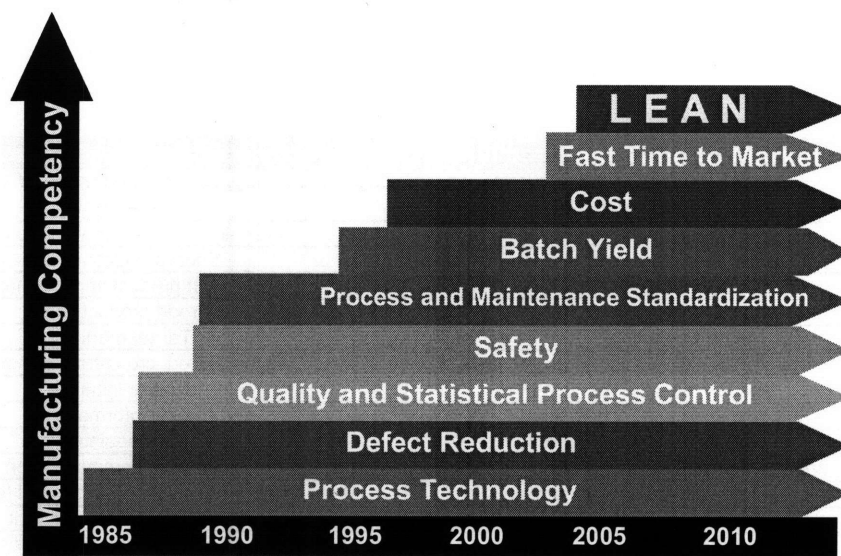 Manufacturing Competency
L E A N
Fast Time to Market
Cost
Batch Yield
Process and Maintenance Standardization
Safety
Quality and Statistical Process Control
Defect Reduction
Process Technology
1985 1990 1995 2000 2005 2010